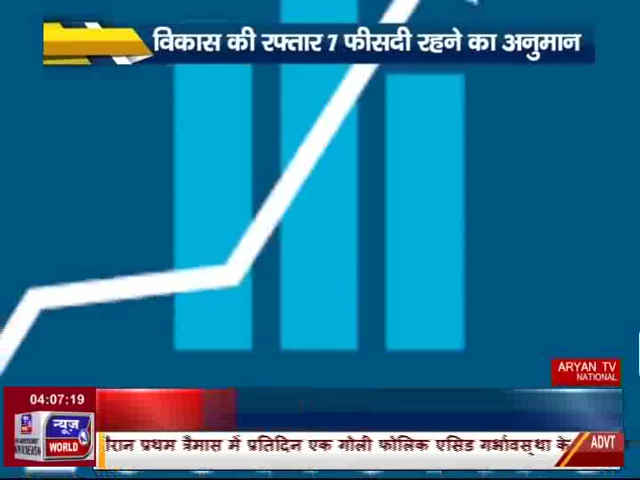 विकास की रफ्तार 7 फीसदी रहने का अनुमान
ARYAN TV
NATIONAL
04:07:19
न्यूज़
WORLD
प्रथम त्रैमास में प्रतिदिन एक गोली फोलिक एसिड गर्भावस्था के
ADVT